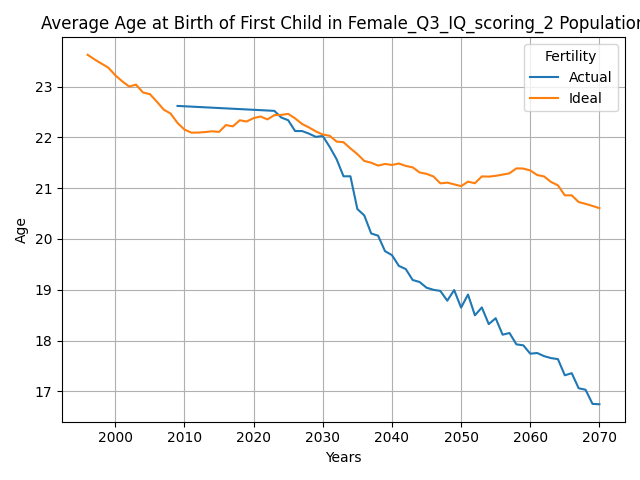 Average Age at Birth of First Child in Female_Q3_IQ_scoring_2 Population
Fertility
Actual
Ideal
Age
23
22
21
20
19
18
17
2000
2010
2020
2030
2040
2050
2060
2070
Years